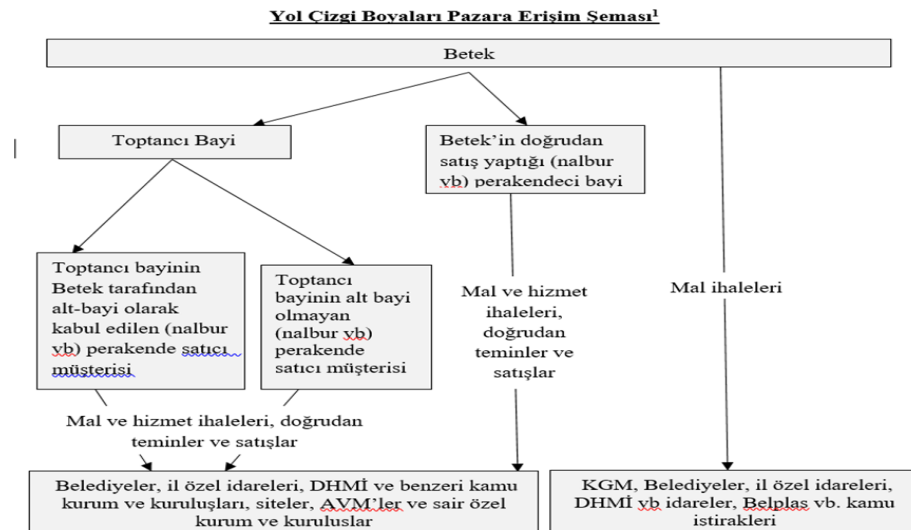 Yol Çizgi Boyaları Pazara Erişim Şeması¹
Betek
Toptancı Bayi
Betek’in doğrudan
satış yaptığı (nalbur
vb) perakendeci bayi
Toptancı bayinin
Betek tarafından
alt-bayi olarak
kabul edilen (nalbur
vb) perakende satıcı
müşterisi
Toptancı
bayinin alt bayi
olmayan
(nalbur vb)
perakende
satıcı müşterisi
Mal ve hizmet
ihaleleri,
doğrudan
teminler ve
satışlar
Mal ihaleleri
Mal ve hizmet ihaleleri, doğrudan
teminler ve satışlar
Belediyeler, il özel idareleri, DHMİ ve benzeri kamu
kurum ve kuruluşları, siteler, AVM’ler ve sair özel
kurum ve kuruluslar
KGM, Belediyeler, il özel idareleri,
DHMİ vb idareler, Belplas vb. kamu
istirakleri